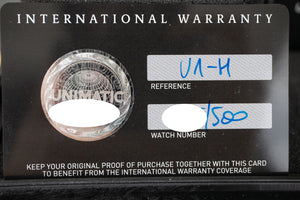 INTERNATIONAL WARRANTY
UNIMATIC
U1-H
REFERENCE
/500
WATCH NUMBER
KEEP YOUR ORIGINAL PROOF OF PURCHASE TOGETHER WITH THIS CARD
TO BENEFIT FROM THE INTERNATIONAL WARRANTY COVERAGE